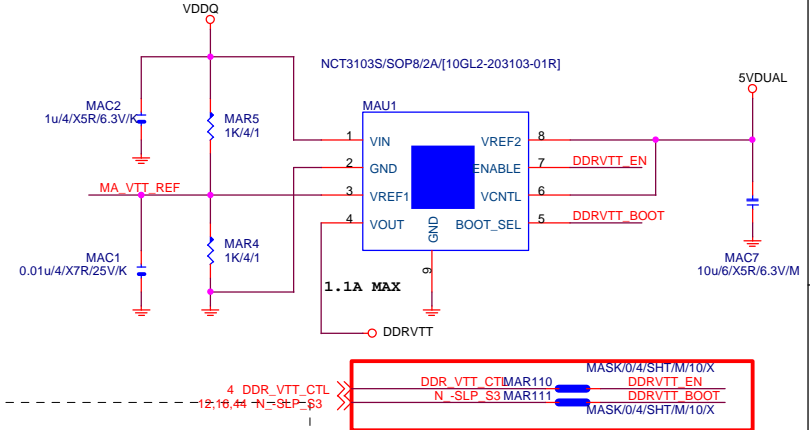 VDDQ
NCT3103S/SOP8/2A/[10GL2-203103-01R]
5VDUAL
MAC2
1u/4/X5R/6.3V/K
MAR5
1K/4/1
MAU1
1 VIN
2 GND
3 VREF1
4 VOUT
VREF2 8
ENABLE 7
VCNTL 6
BOOT_SEL 5
GND
9
DDRVTT_EN
DDRVTT_BOOT
MA_VTT_REF
MAC1
0.01u/4/X7R/25V/K
MAR4
1K/4/1
MAC7
10u/6/X5R/6.3V/M
1.1A MAX
DDRVTT
MASK/0/4/SHT/M/10/X
4 DDR_VTT_CTL
DDR_VTT_CTL MAR110 DDRVTT_EN
12,16,44 N_-SLP_S3
N_-SLP_S3 MAR111 DDRVTT_BOOT
MASK/0/4/SHT/M/10/X